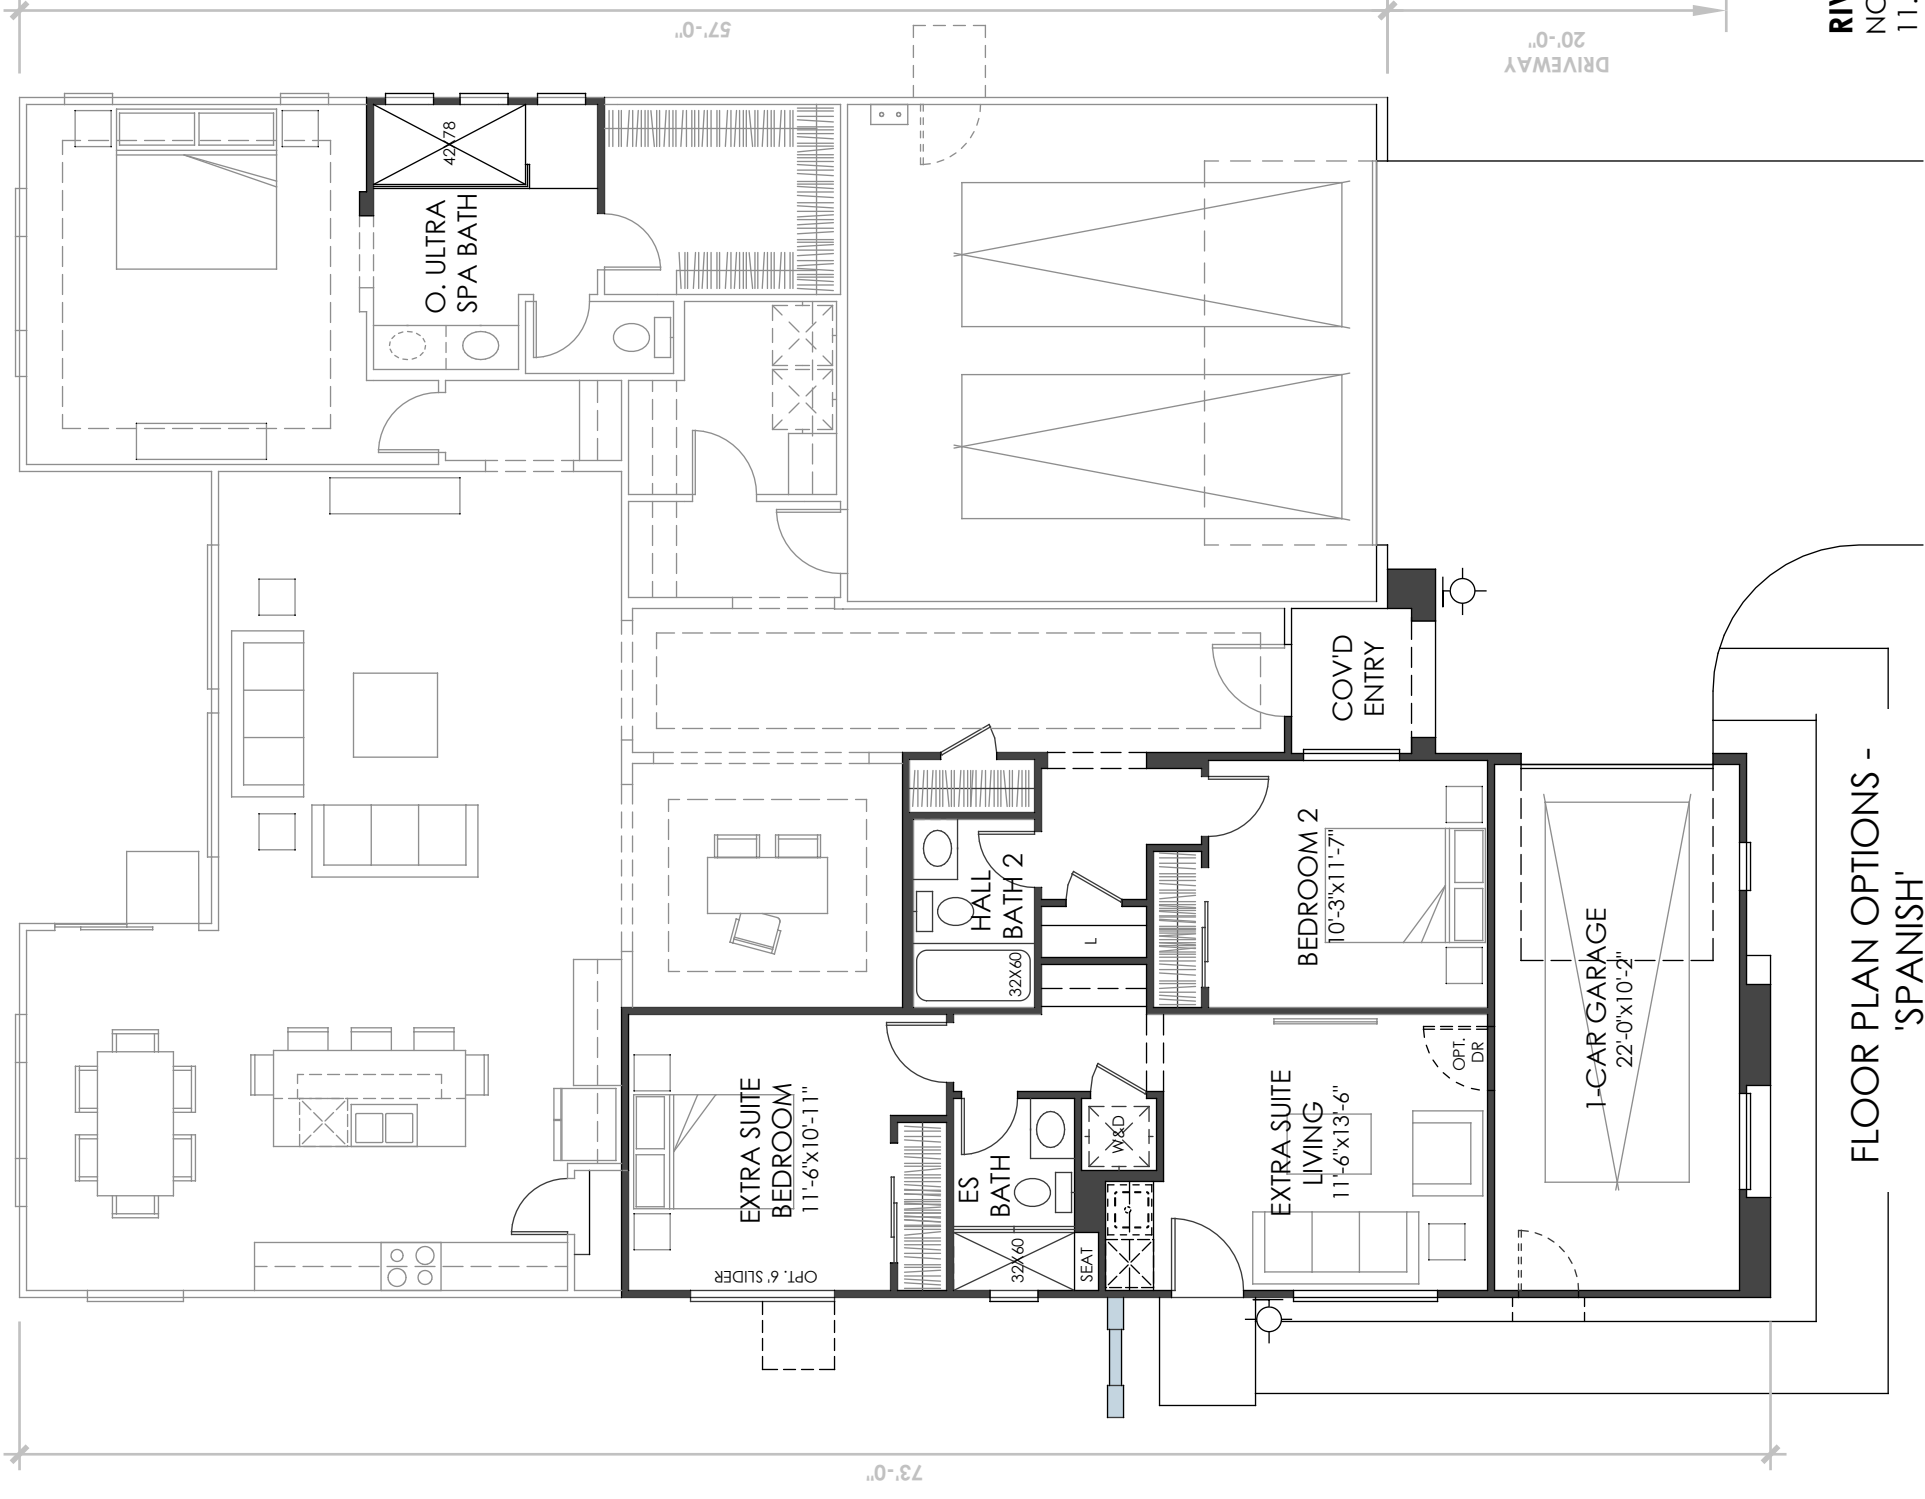 57'-0"
DRIVEWAY
20'-0"
RIV
NO
11.
42X78
O. ULTRA
SPA BATH
COV'D
ENTRY
HALL
BATH 2
32X60
L
BEDROOM 2
10'-3"x11'-7"
1-CAR GARAGE
22'-0"x10'-2"
EXTRA SUITE
BEDROOM
11'-6"x10'-11"
OPT. 6' SLIDER
ES
BATH
32X60
SEAT
W&D
EXTRA SUITE
LIVING
11'-6"x13'-6"
OPT.
DR
FLOOR PLAN OPTIONS -
'SPANISH'
73'-0"